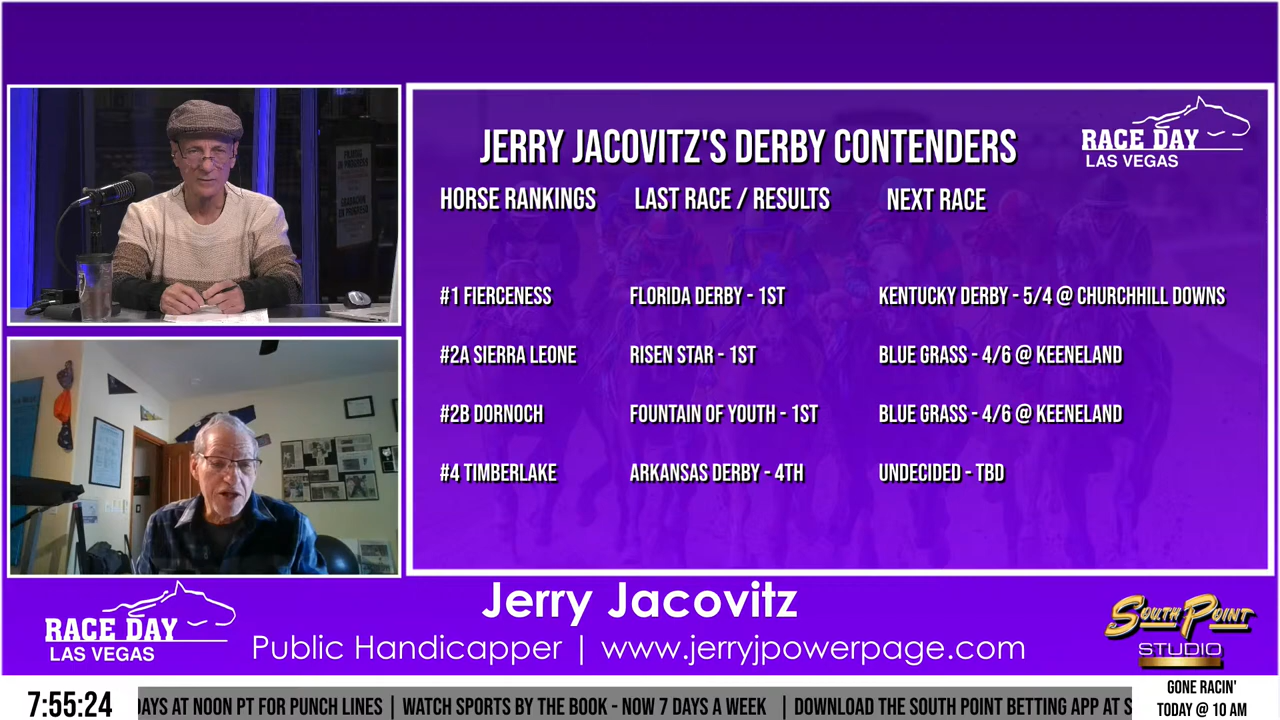 JERRY JACOVITZ'S DERBY CONTENDERS
RACE DAY
LAS VEGAS
HORSE RANKINGS LAST RACE / RESULTS NEXT RACE
#1 FIERCENESS FLORIDA DERBY - 1ST KENTUCKY DERBY - 5/4 @ CHURCHHILL DOWNS
#2A SIERRA LEONE RISEN STAR - 1ST BLUE GRASS - 4/6 @ KEENELAND
#2B DORNOCH FOUNTAIN OF YOUTH - 1ST BLUE GRASS - 4/6 @ KEENELAND
#4 TIMBERLAKE ARKANSAS DERBY - 4TH UNDECIDED - TBD
RACE DAY
LAS VEGAS
Jerry Jacovitz
Public Handicapper | www.jerryjpowerpage.com
SOUTH POINT
STUDIO
7:55:24
DAYS AT NOON PT FOR PUNCH LINES | WATCH SPORTS BY THE BOOK - NOW 7 DAYS A WEEK | DOWNLOAD THE SOUTH POINT BETTING APP AT S
GONE RACIN'
TODAY @ 10 AM